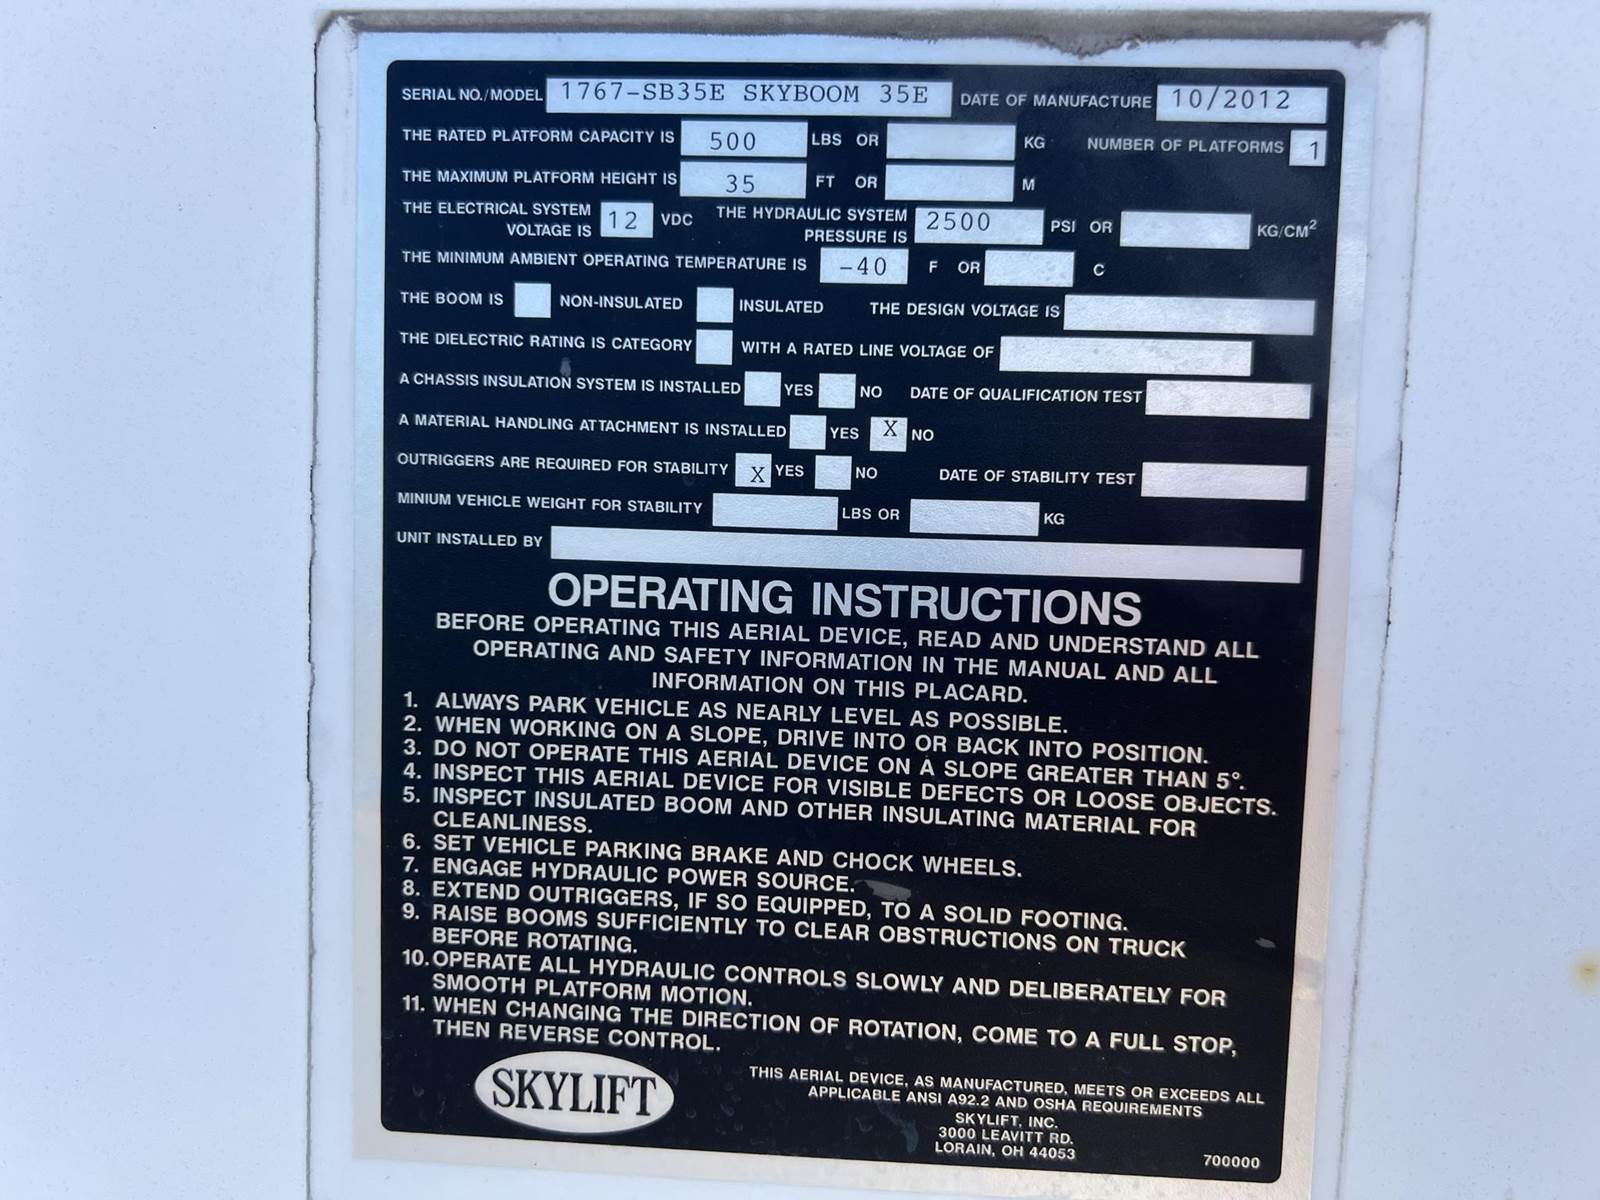 SERIAL NO./MODEL 1767-SB35E SKYBOOM 35E DATE OF MANUFACTURE 10/2012
THE RATED PLATFORM CAPACITY IS 500 LBS OR KG NUMBER OF PLATFORMS 1
THE MAXIMUM PLATFORM HEIGHT IS 35 FT OR M
THE ELECTRICAL SYSTEM VOLTAGE IS 12 VDC THE HYDRAULIC SYSTEM PRESSURE IS 2500 PSI OR KG/CM²
THE MINIMUM AMBIENT OPERATING TEMPERATURE IS -40 F OR C
THE BOOM IS NON-INSULATED INSULATED THE DESIGN VOLTAGE IS
THE DIELECTRIC RATING IS CATEGORY WITH A RATED LINE VOLTAGE OF
A CHASSIS INSULATION SYSTEM IS INSTALLED YES NO DATE OF QUALIFICATION TEST
A MATERIAL HANDLING ATTACHMENT IS INSTALLED YES X NO
OUTRIGGERS ARE REQUIRED FOR STABILITY X YES NO DATE OF STABILITY TEST
MINIUM VEHICLE WEIGHT FOR STABILITY LBS OR KG
UNIT INSTALLED BY
OPERATING INSTRUCTIONS
BEFORE OPERATING THIS AERIAL DEVICE, READ AND UNDERSTAND ALL
OPERATING AND SAFETY INFORMATION IN THE MANUAL AND ALL
INFORMATION ON THIS PLACARD.
1. ALWAYS PARK VEHICLE AS NEARLY LEVEL AS POSSIBLE.
2. WHEN WORKING ON A SLOPE, DRIVE INTO OR BACK INTO POSITION.
3. DO NOT OPERATE THIS AERIAL DEVICE ON A SLOPE GREATER THAN 5°.
4. INSPECT THIS AERIAL DEVICE FOR VISIBLE DEFECTS OR LOOSE OBJECTS.
5. INSPECT INSULATED BOOM AND OTHER INSULATING MATERIAL FOR
CLEANLINESS.
6. SET VEHICLE PARKING BRAKE AND CHOCK WHEELS.
7. ENGAGE HYDRAULIC POWER SOURCE.
8. EXTEND OUTRIGGERS, IF SO EQUIPPED, TO A SOLID FOOTING.
9. RAISE BOOMS SUFFICIENTLY TO CLEAR OBSTRUCTIONS ON TRUCK
BEFORE ROTATING.
10. OPERATE ALL HYDRAULIC CONTROLS SLOWLY AND DELIBERATELY FOR
SMOOTH PLATFORM MOTION.
11. WHEN CHANGING THE DIRECTION OF ROTATION, COME TO A FULL STOP,
THEN REVERSE CONTROL.
SKYLIFT
THIS AERIAL DEVICE, AS MANUFACTURED, MEETS OR EXCEEDS ALL
APPLICABLE ANSI A92.2 AND OSHA REQUIREMENTS
SKYLIFT, INC.
3000 LEAVITT RD.
LORAIN, OH 44053
700000